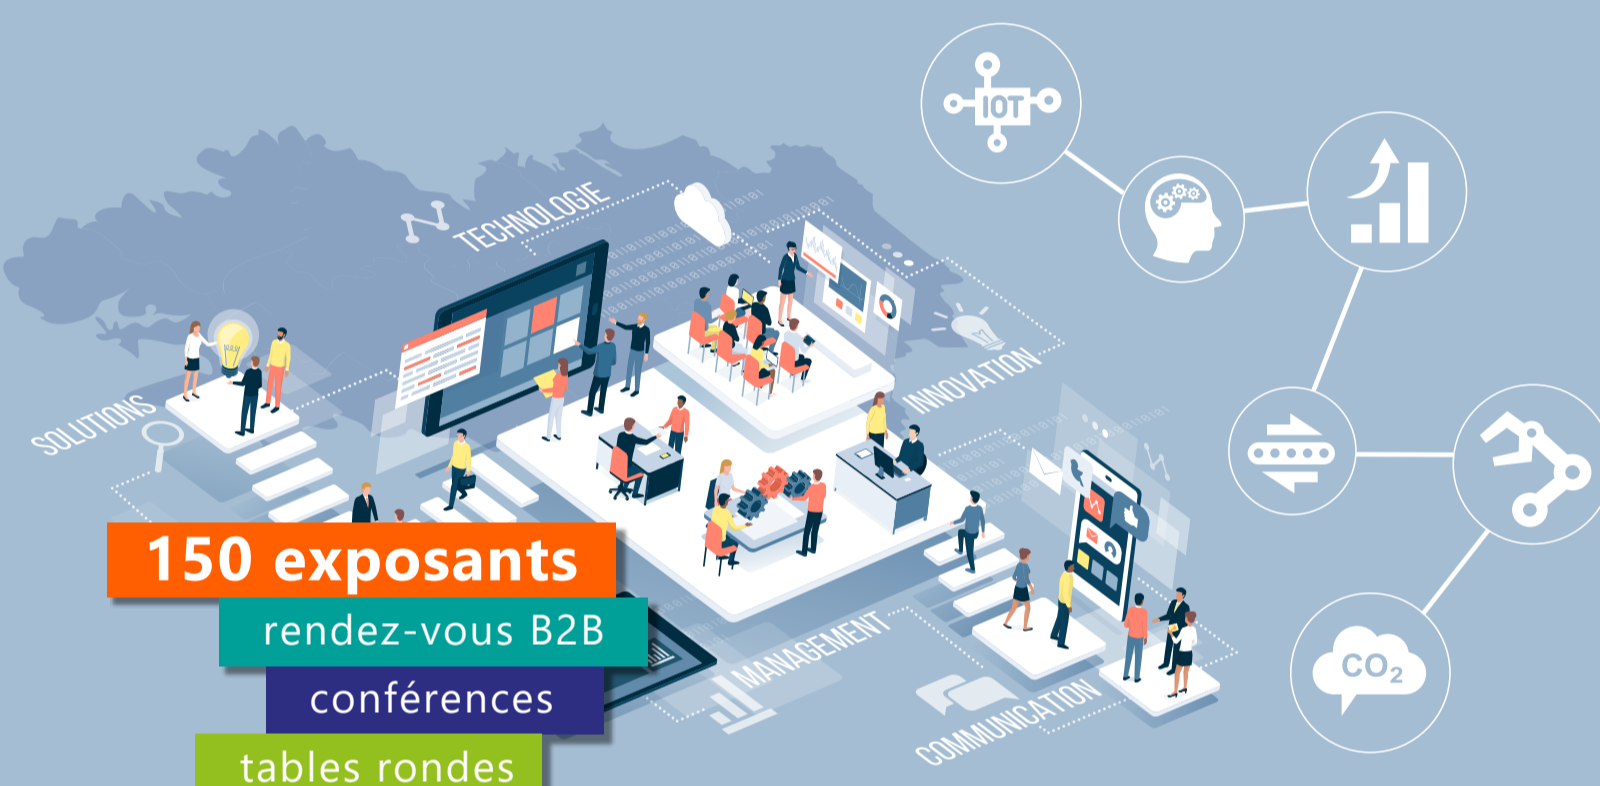 IOT
TECHNOLOGIE
SOLUTIONS
INNOVATION
150 exposants
rendez-vous B2B
conférences
tables rondes
MANAGEMENT
COMMUNICATION
CO₂